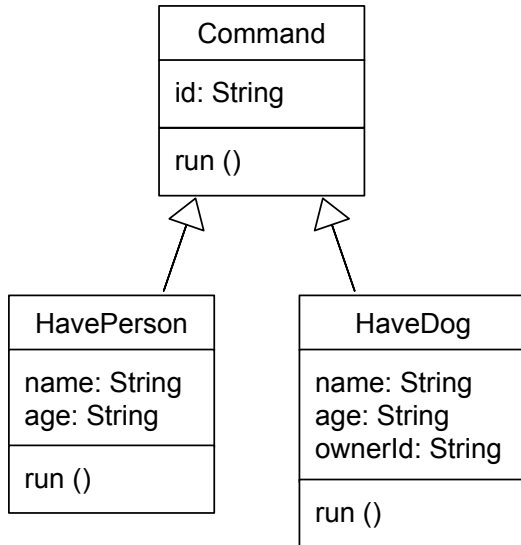 Command
id: String
run ()
HavePerson
name: String
age: String
run ()
HaveDog
name: String
age: String
ownerId: String
run ()